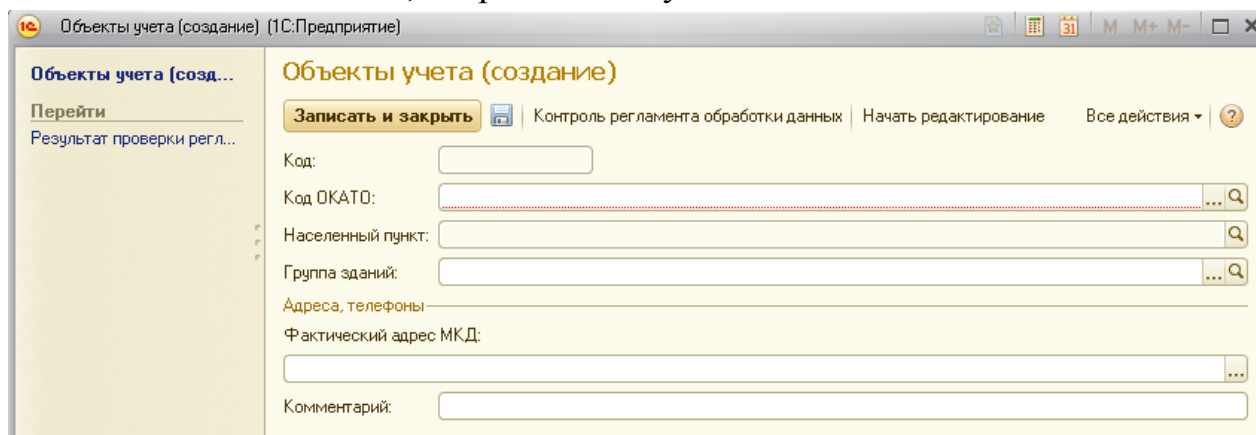 Объекты учета (создание) (1С:Предприятие) 31 M M+ M-
Объекты учета (созд...
Перейти
Результат проверки регл...
Объекты учета (создание)
Записать и закрыть Контроль регламента обработки данных Начать редактирование Все действия ?
Код:
Код ОКАТО: ...
Населенный пункт:
Группа зданий: ...
Адреса, телефоны
Фактический адрес МКД:
...
Комментарий: